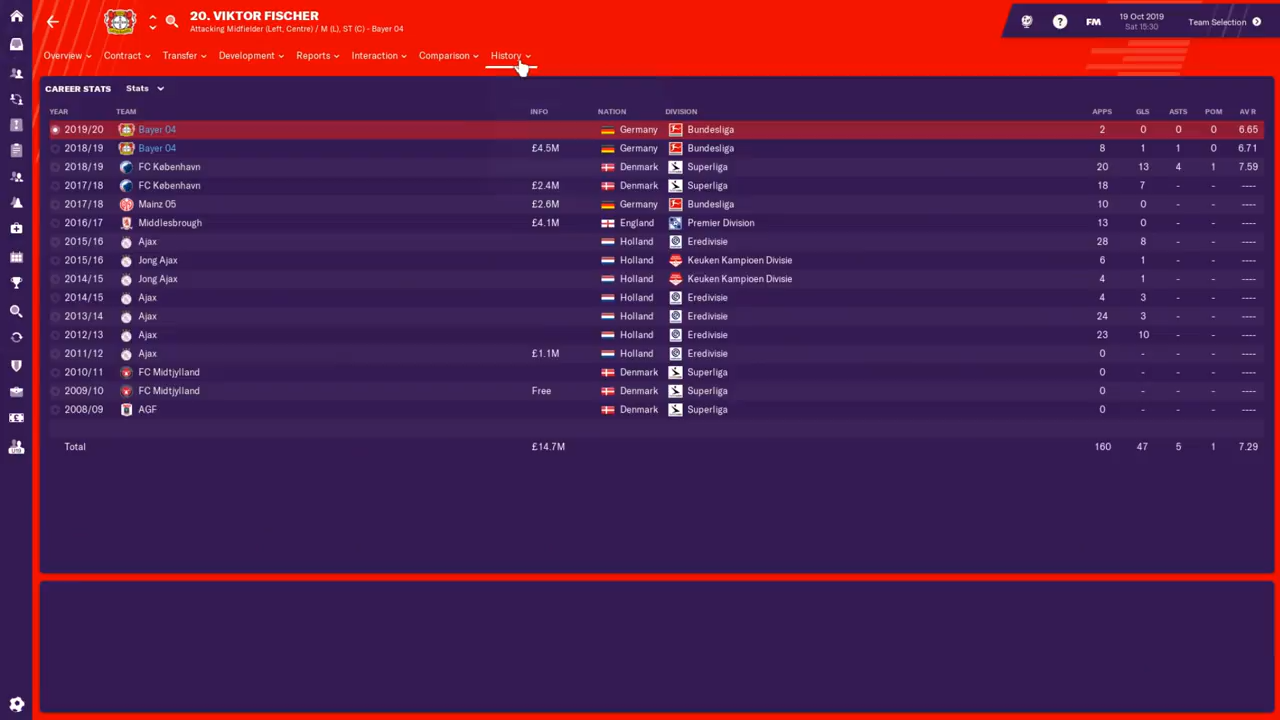 20. VIKTOR FISCHER
Attacking Midfielder (Left, Centre) / M (L), ST (C) - Bayer 04
FM
19 Oct 2019
Sat 15:30
Team Selection
Overview Contract Transfer Development Reports Interaction Comparison History
CAREER STATS Stats
YEAR TEAM INFO NATION DIVISION APPS GLS ASTS POM AV R
2019/20 Bayer 04 Germany Bundesliga 2 0 0 0 6.65
2018/19 Bayer 04 £4.5M Germany Bundesliga 8 1 1 0 6.71
2018/19 FC København Denmark Superliga 20 13 4 1 7.59
2017/18 FC København £2.4M Denmark Superliga 18 7 - - ----
2017/18 Mainz 05 £2.6M Germany Bundesliga 10 0 - - ----
2016/17 Middlesbrough £4.1M England Premier Division 13 0 - - ----
2015/16 Ajax Holland Eredivisie 28 8 - - ----
2015/16 Jong Ajax Holland Keuken Kampioen Divisie 6 1 - - ----
2014/15 Jong Ajax Holland Keuken Kampioen Divisie 4 1 - - ----
2014/15 Ajax Holland Eredivisie 4 3 - - ----
2013/14 Ajax Holland Eredivisie 24 3 - - ----
2012/13 Ajax Holland Eredivisie 23 10 - - ----
2011/12 Ajax £1.1M Holland Eredivisie 0 - - - ----
2010/11 FC Midtjylland Denmark Superliga 0 - - - ----
2009/10 FC Midtjylland Free Denmark Superliga 0 - - - ----
2008/09 AGF Denmark Superliga 0 - - - ----
Total £14.7M 160 47 5 1 7.29